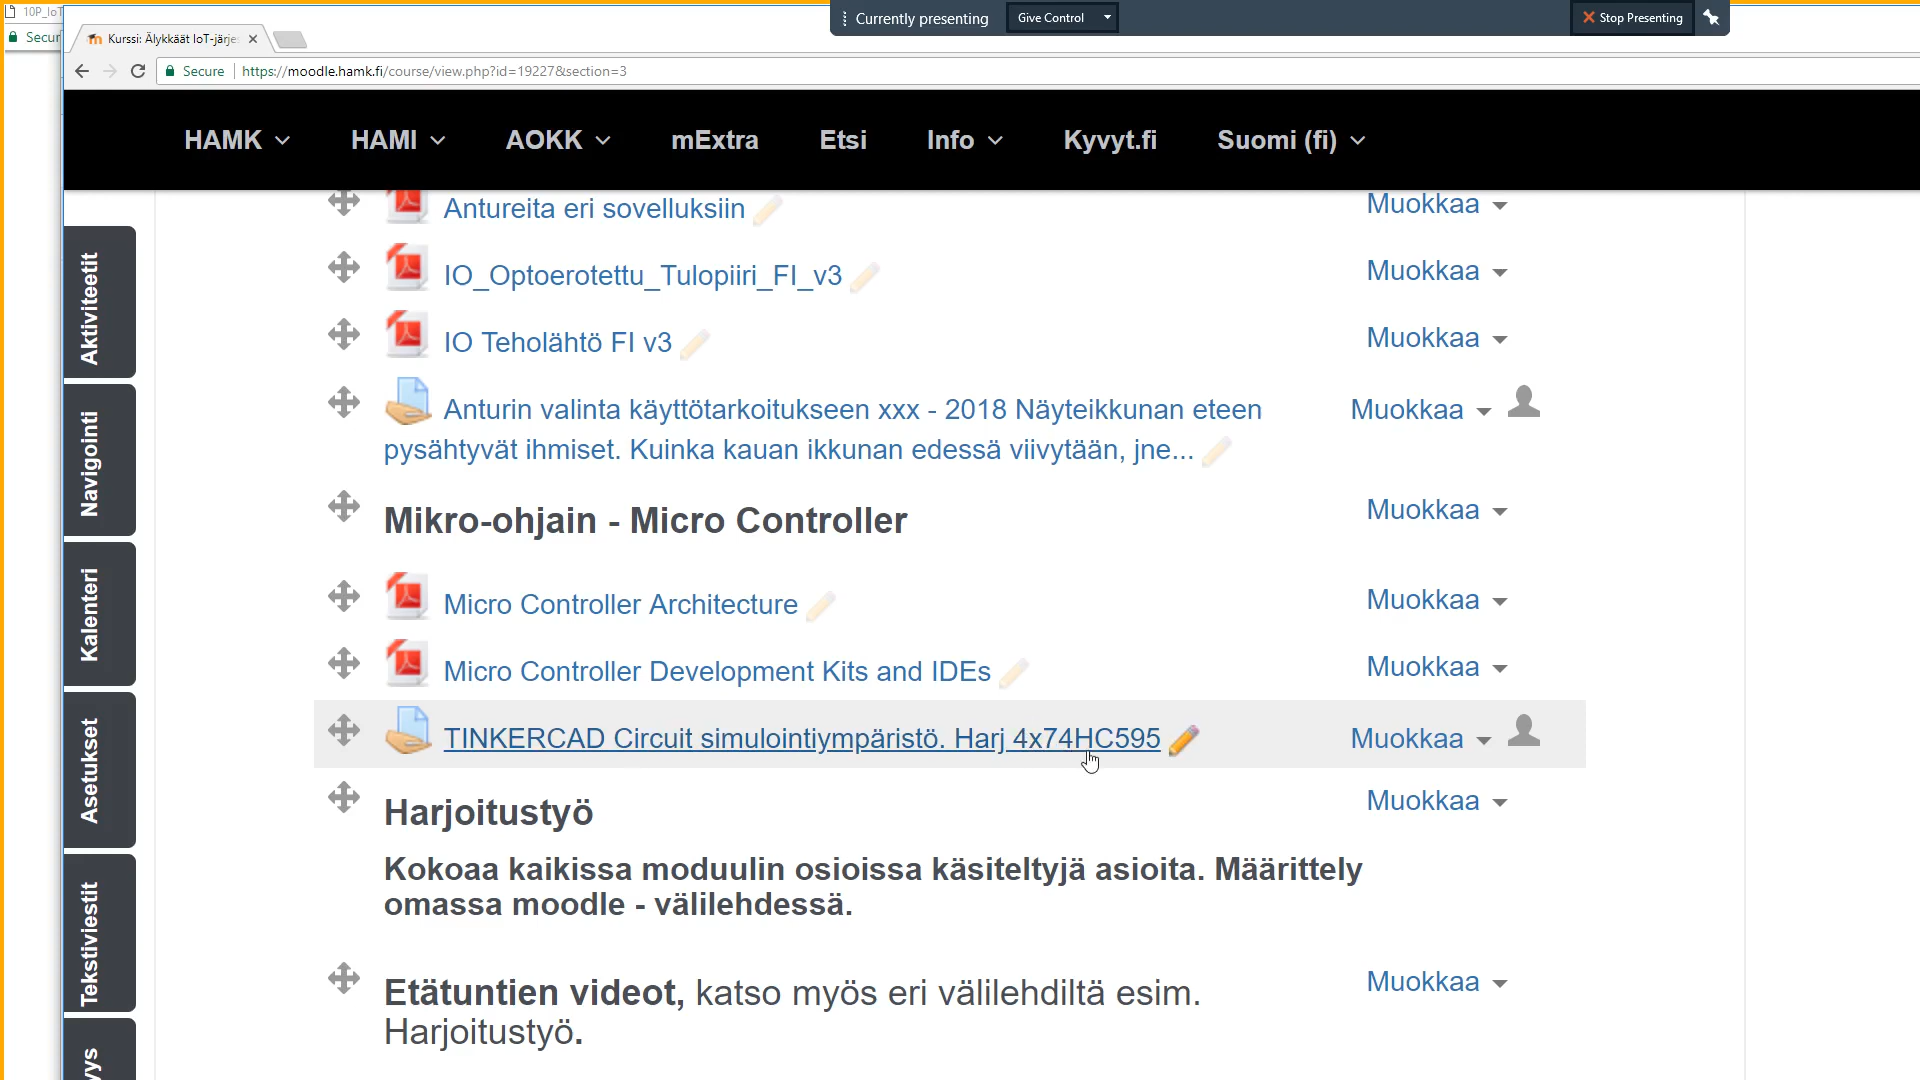 10P_IoT
Currently presenting
Give Control
Stop Presenting
Secur
Kurssi: Älykkäät IoT-järje
Secure
https://moodle.hamk.fi/course/view.php?id=19227&section=3
HAMK HAMI AOKK mExtra Etsi Info Kyvyt.fi Suomi (fi)
Antureita eri sovelluksiin Muokkaa
IO_Optoerotettu_Tulopiiri_FI_v3 Muokkaa
IO Teholähtö FI v3 Muokkaa
Anturin valinta käyttötarkoitukseen xxx - 2018 Näyteikkunan eteen Muokkaa
pysähtyvät ihmiset. Kuinka kauan ikkunan edessä viivytään, jne...
Mikro-ohjain - Micro Controller Muokkaa
Micro Controller Architecture Muokkaa
Micro Controller Development Kits and IDEs Muokkaa
TINKERCAD Circuit simulointiympäristö. Harj 4x74HC595 Muokkaa
Harjoitustyö Muokkaa
Kokoaa kaikissa moduulin osioissa käsiteltyjä asioita. Määrittely
omassa moodle - välilehdessä.
Etätuntien videot, katso myös eri välilehdiltä esim. Muokkaa
Harjoitustyö.
Aktiviteetit
Navigointi
Kalenteri
Asetukset
Tekstiviestit
yys